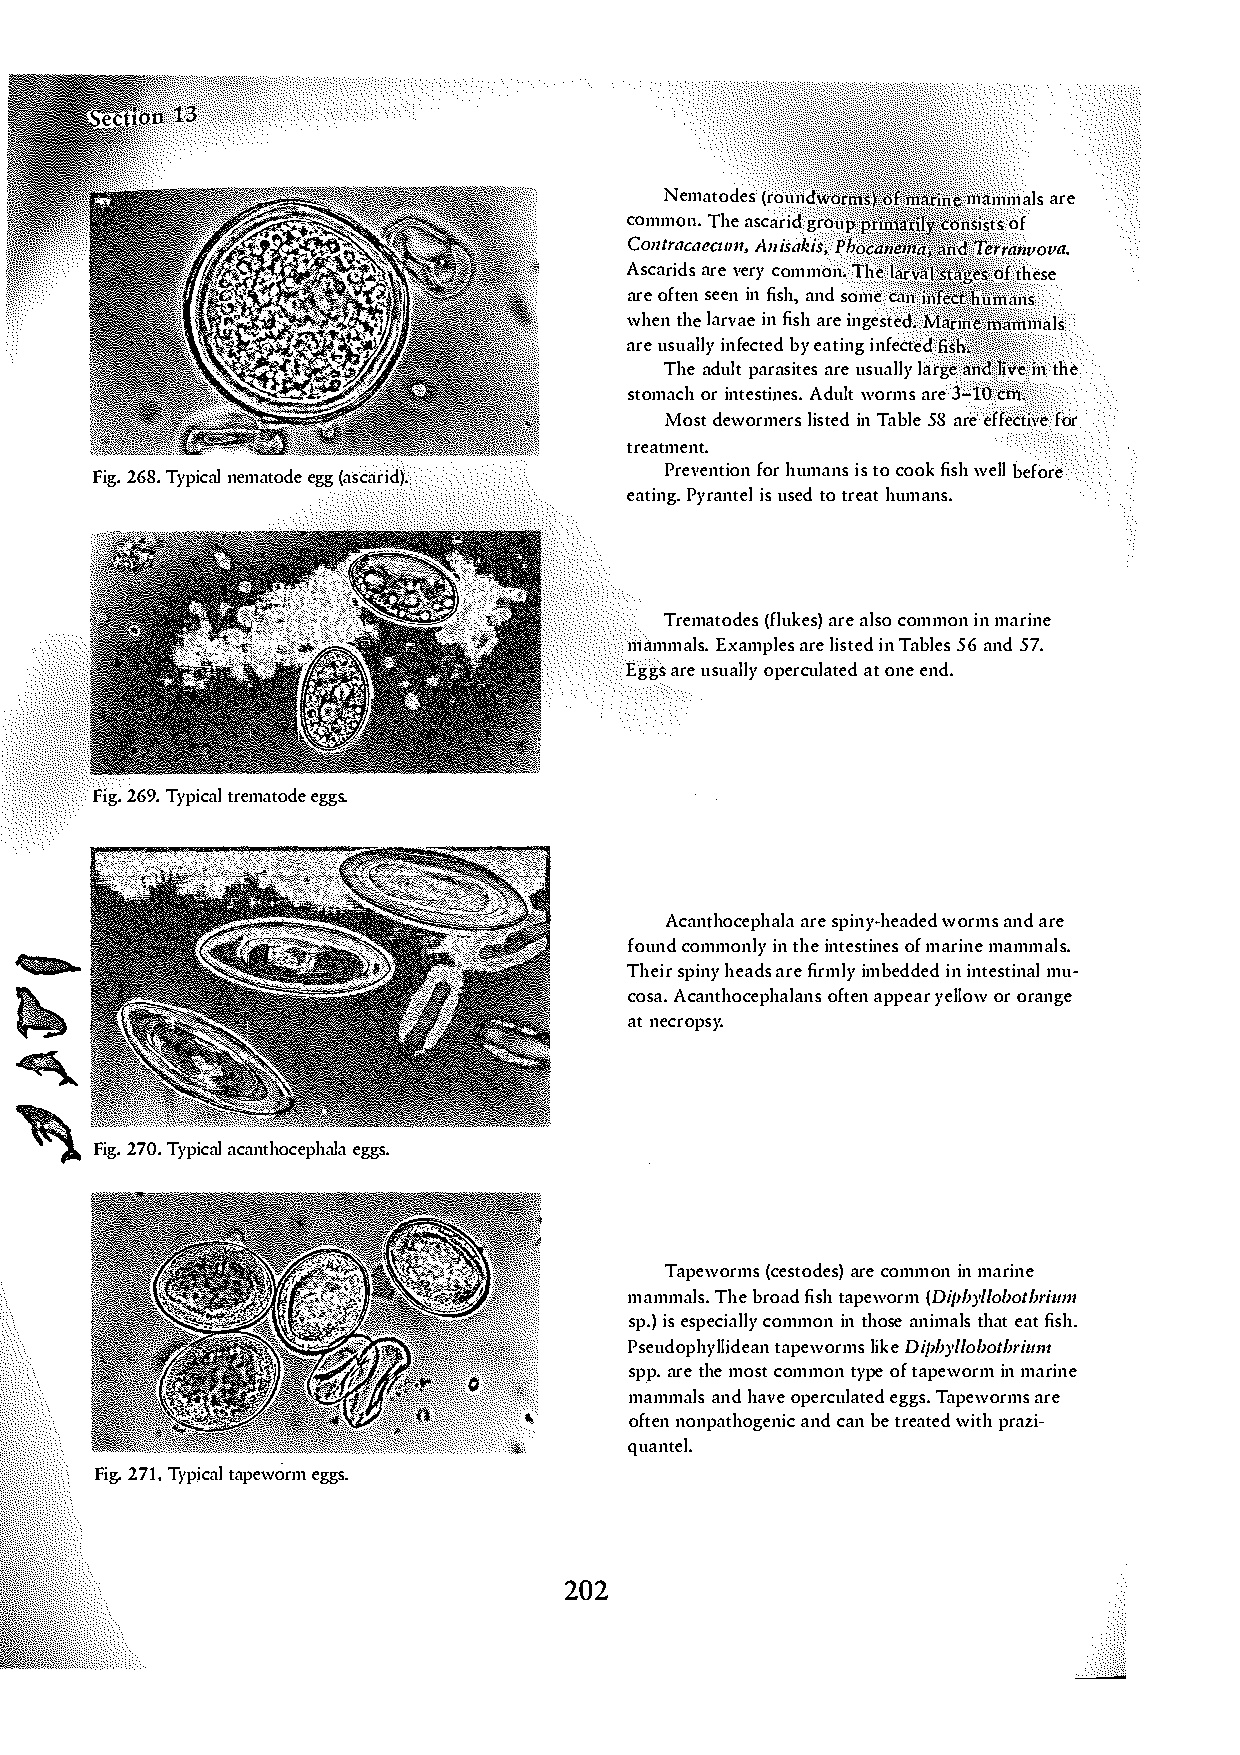 Section 13
Nematodes (roundworms) of marine mammals are
common. The ascarid group primarily consists of
Contracaecum, Anisakis, Phocanema, and Terranvova.
Ascarids are very common. The larval stages of these
are often seen in fish, and some can infect humans
when the larvae in fish are ingested. Marine mammals
are usually infected by eating infected fish.
The adult parasites are usually large and live in the
stomach or intestines. Adult worms are 3–10 cm.
Most dewormers listed in Table 58 are effective for
treatment.
Prevention for humans is to cook fish well before
eating. Pyrantel is used to treat humans.
Fig. 268. Typical nematode egg (ascarid).
Trematodes (flukes) are also common in marine
mammals. Examples are listed in Tables 56 and 57.
Eggs are usually operculated at one end.
Fig. 269. Typical trematode eggs.
Acanthocephala are spiny-headed worms and are
found commonly in the intestines of marine mammals.
Their spiny heads are firmly imbedded in intestinal mu-
cosa. Acanthocephalans often appear yellow or orange
at necropsy.
Fig. 270. Typical acanthocephala eggs.
Tapeworms (cestodes) are common in marine
mammals. The broad fish tapeworm (Diphyllobothrium
sp.) is especially common in those animals that eat fish.
Pseudophyllidean tapeworms like Diphyllobothrium
spp. are the most common type of tapeworm in marine
mammals and have operculated eggs. Tapeworms are
often nonpathogenic and can be treated with prazi-
quantel.
Fig. 271. Typical tapeworm eggs.
202